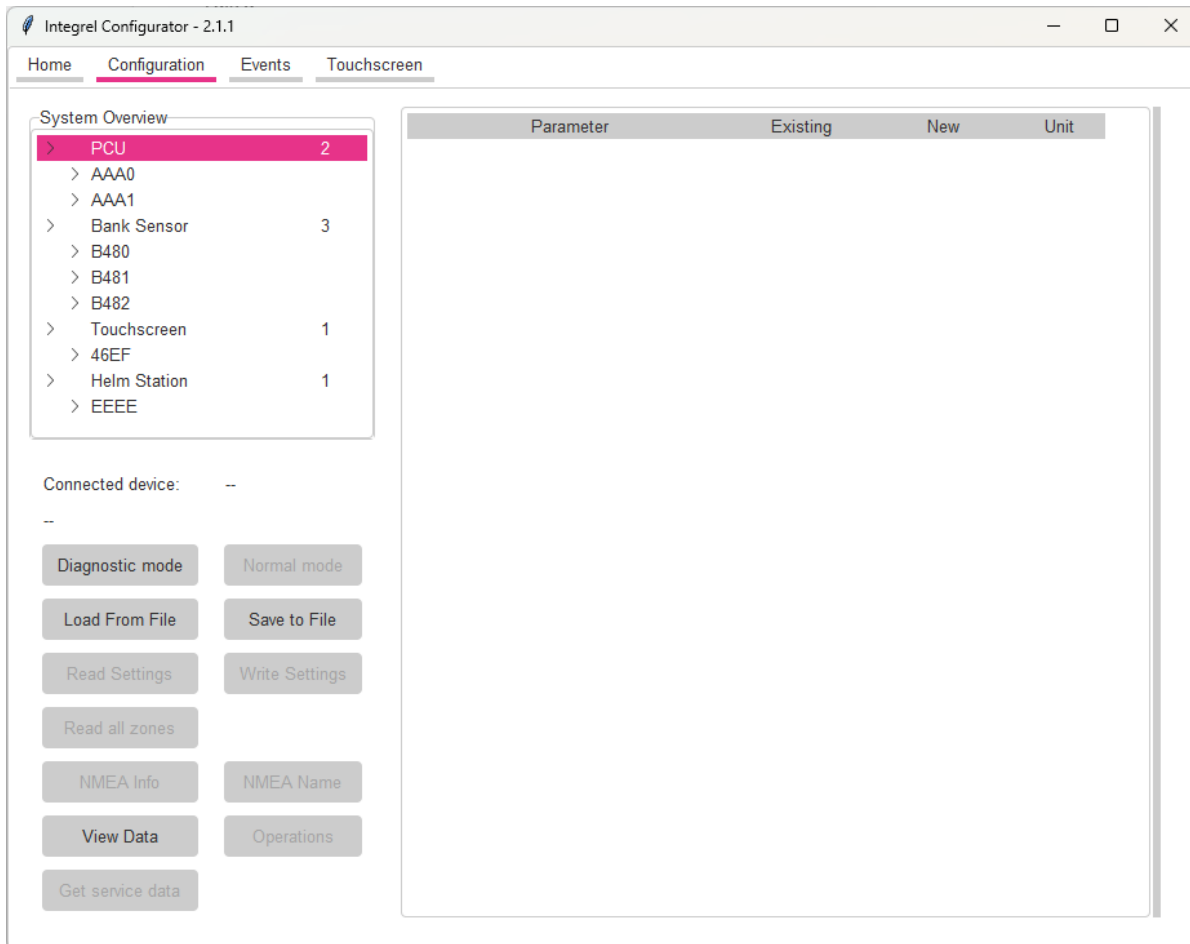 Integrel Configurator - 2.1.1
Home Configuration Events Touchscreen
System Overview
PCU 2
AAA0
AAA1
Bank Sensor 3
B480
B481
B482
Touchscreen 1
46EF
Helm Station 1
EEEE
Connected device: --
--
Diagnostic mode Normal mode
Load From File Save to File
Read Settings Write Settings
Read all zones
NMEA Info NMEA Name
View Data Operations
Get service data
Parameter Existing New Unit